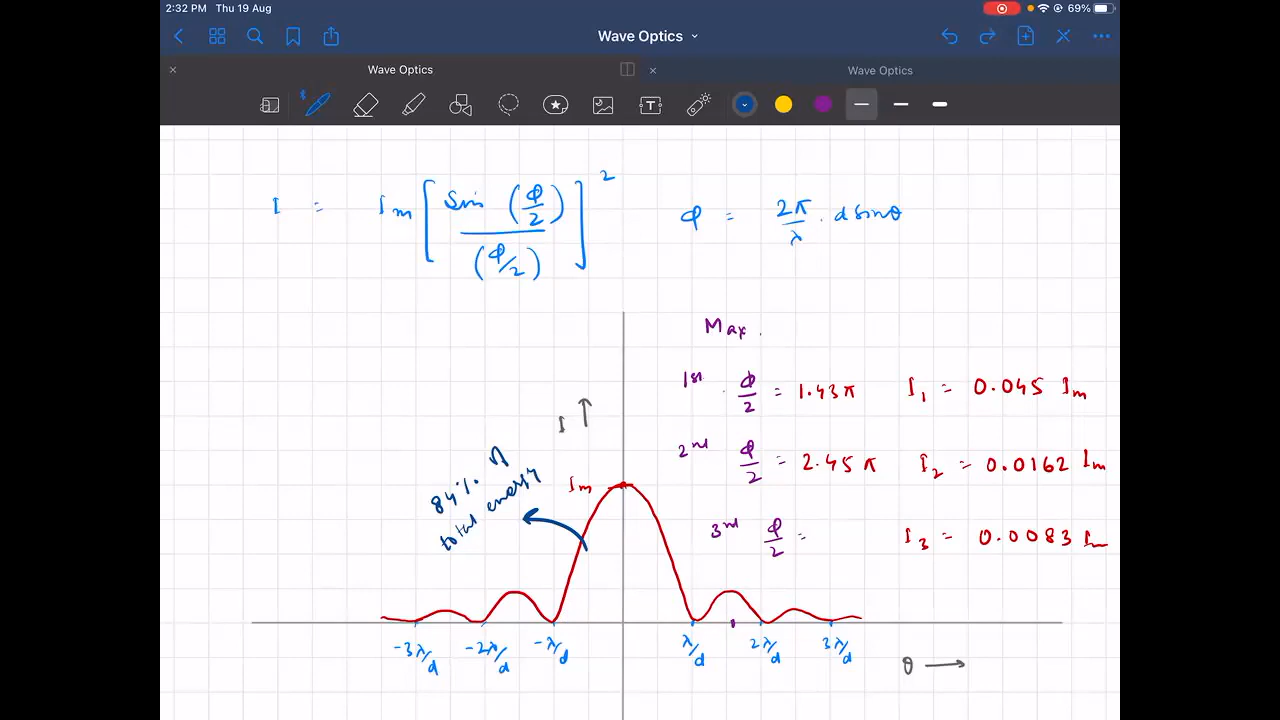 2:32 PM Thu 19 Aug
69%
Wave Optics
Wave Optics
Wave Optics
I = Im [ sin (Φ/2) / (Φ/2) ]²
Φ = 2π/λ . d sinθ
Max.
1st. Φ/2 = 1.43π I₁ = 0.045 Im
2nd Φ/2 = 2.45π I₂ = 0.0162 Im
3rd Φ/2 = I₃ = 0.0083 Im
I ↑
84% of
total energy
Im
-3λ/d -2λ/d -λ/d λ/d 2λ/d 3λ/d
θ →